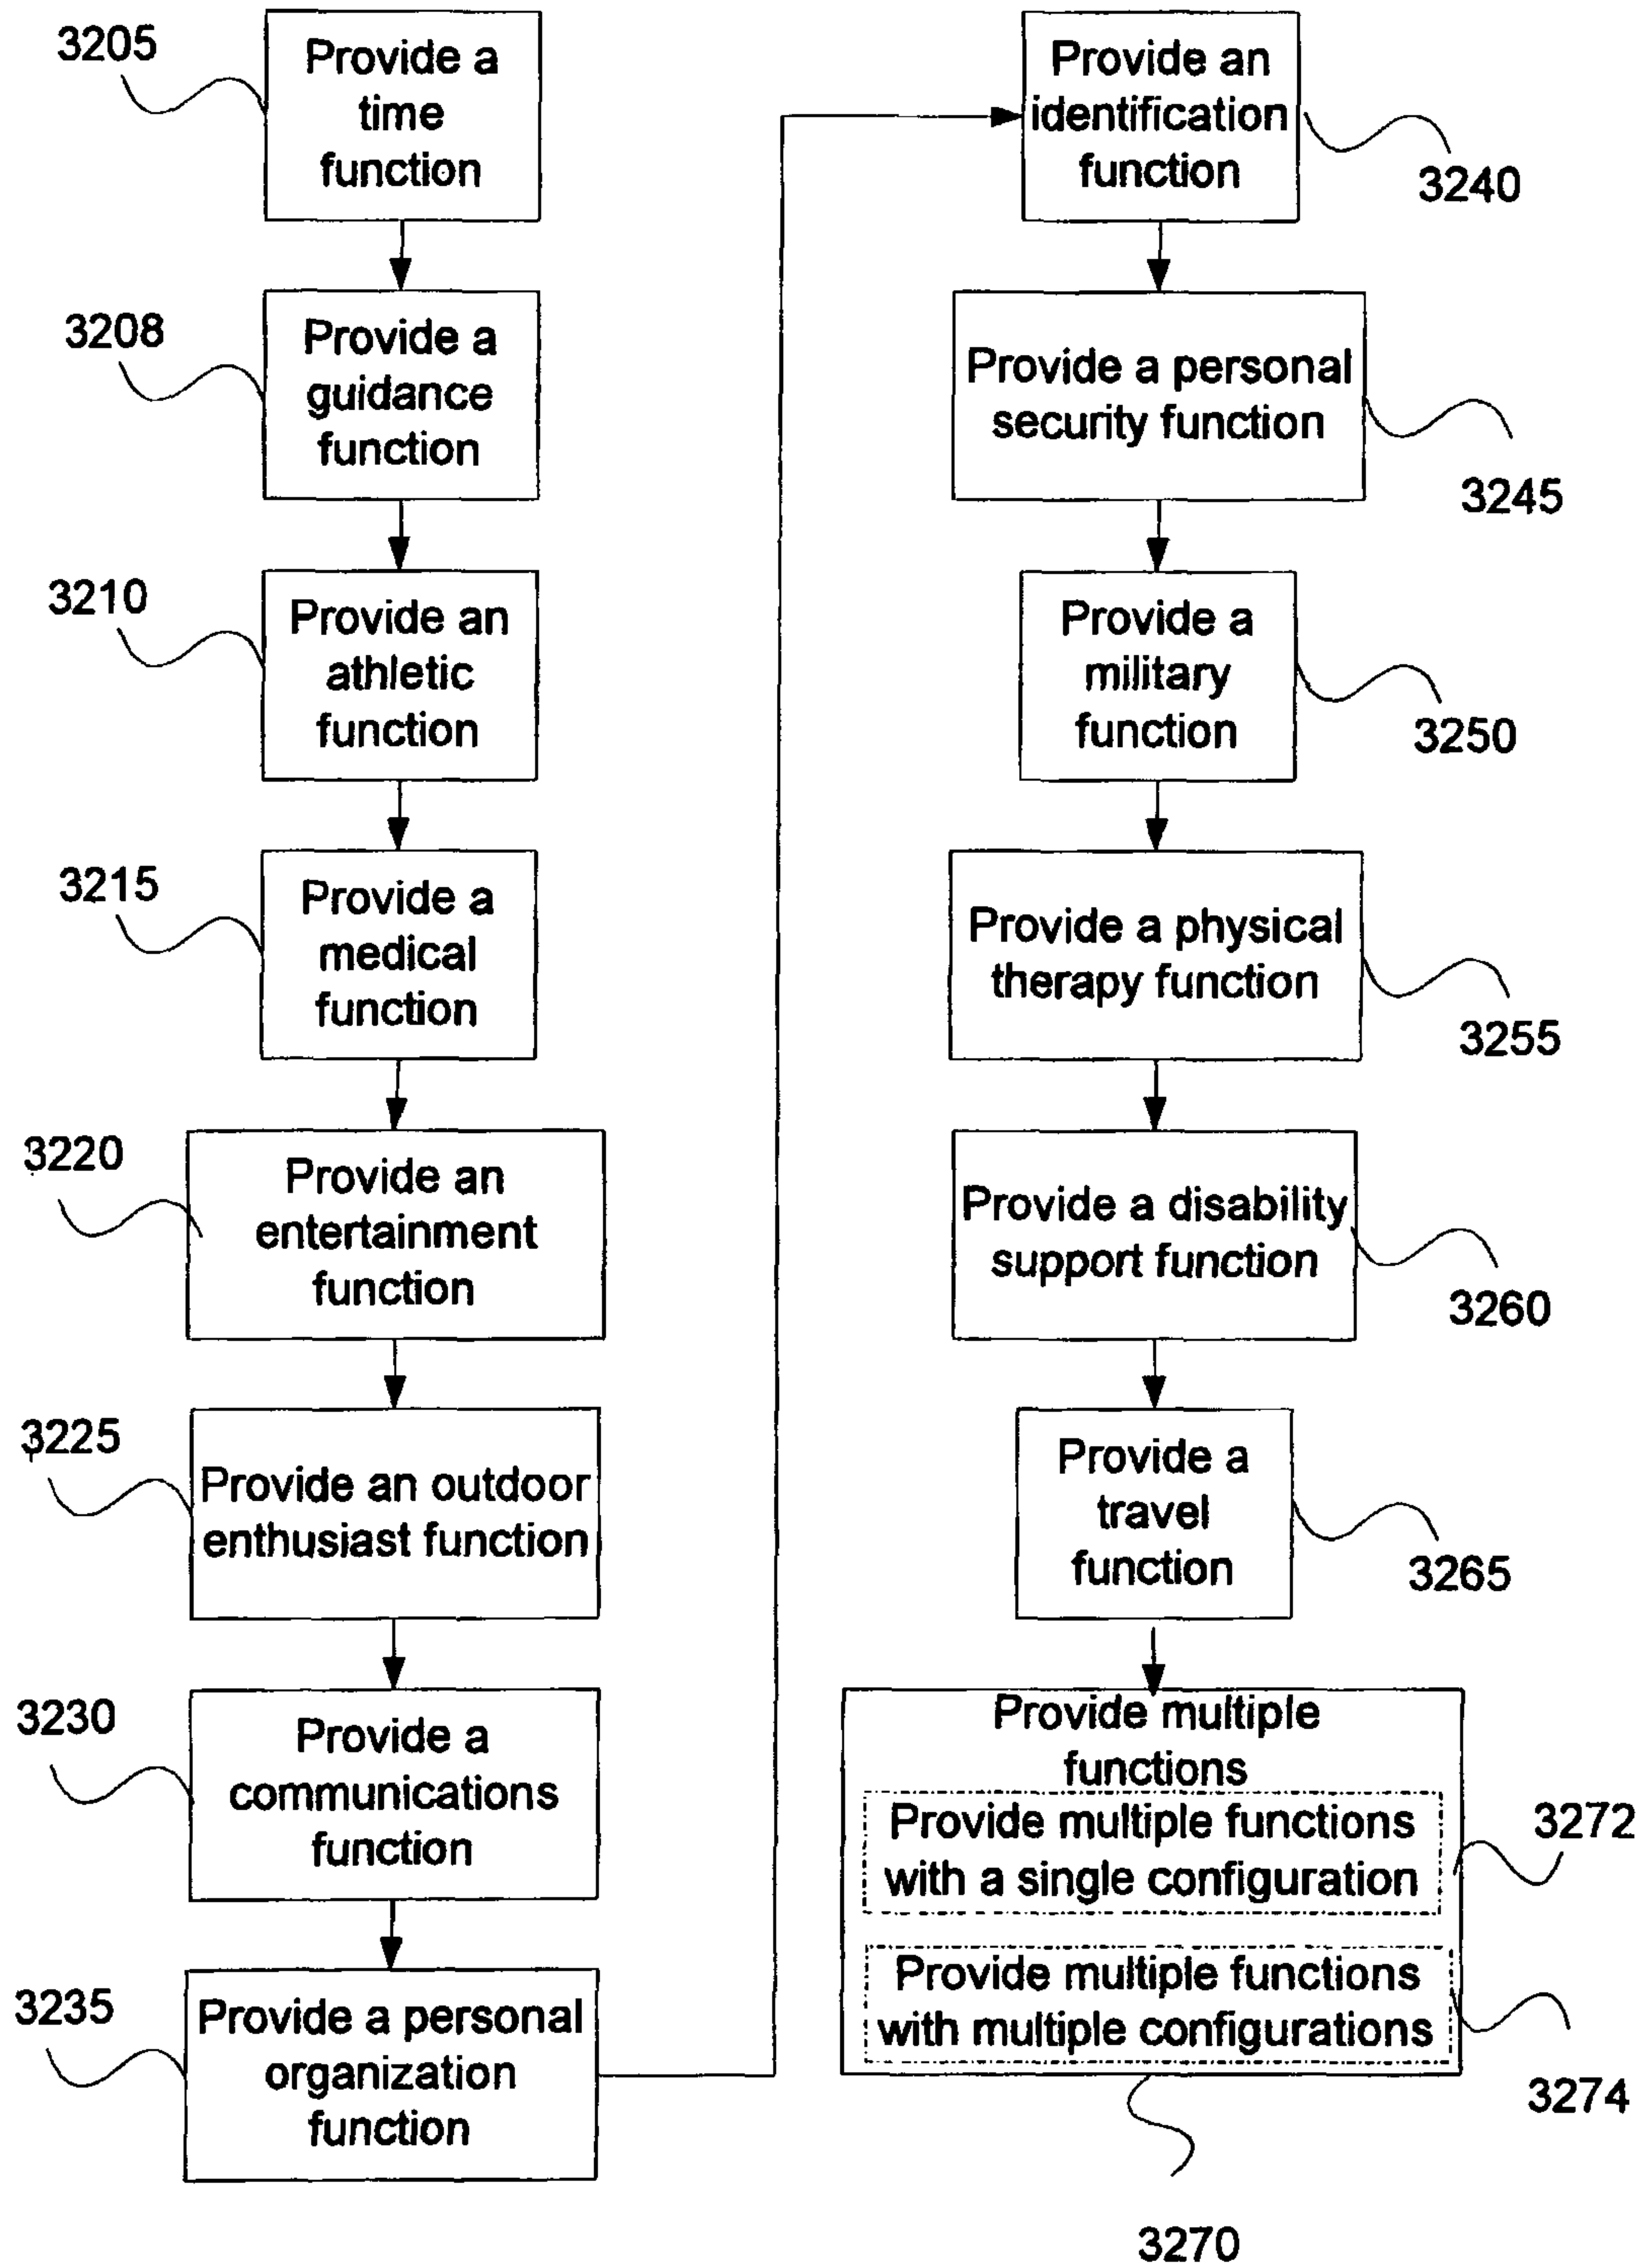 3205
Provide a
time
function
3208
Provide a
guidance
function
3210
Provide an
athletic
function
3215
Provide a
medical
function
3220
Provide an
entertainment
function
3225
Provide an outdoor
enthusiast function
3230
Provide a
communications
function
3235
Provide a personal
organization
function
Provide an
identification
function
3240
Provide a personal
security function
3245
Provide a
military
function
3250
Provide a physical
therapy function
3255
Provide a disability
support function
3260
Provide a
travel
function
3265
Provide multiple
functions
Provide multiple functions
with a single configuration
3272
Provide multiple functions
with multiple configurations
3274
3270